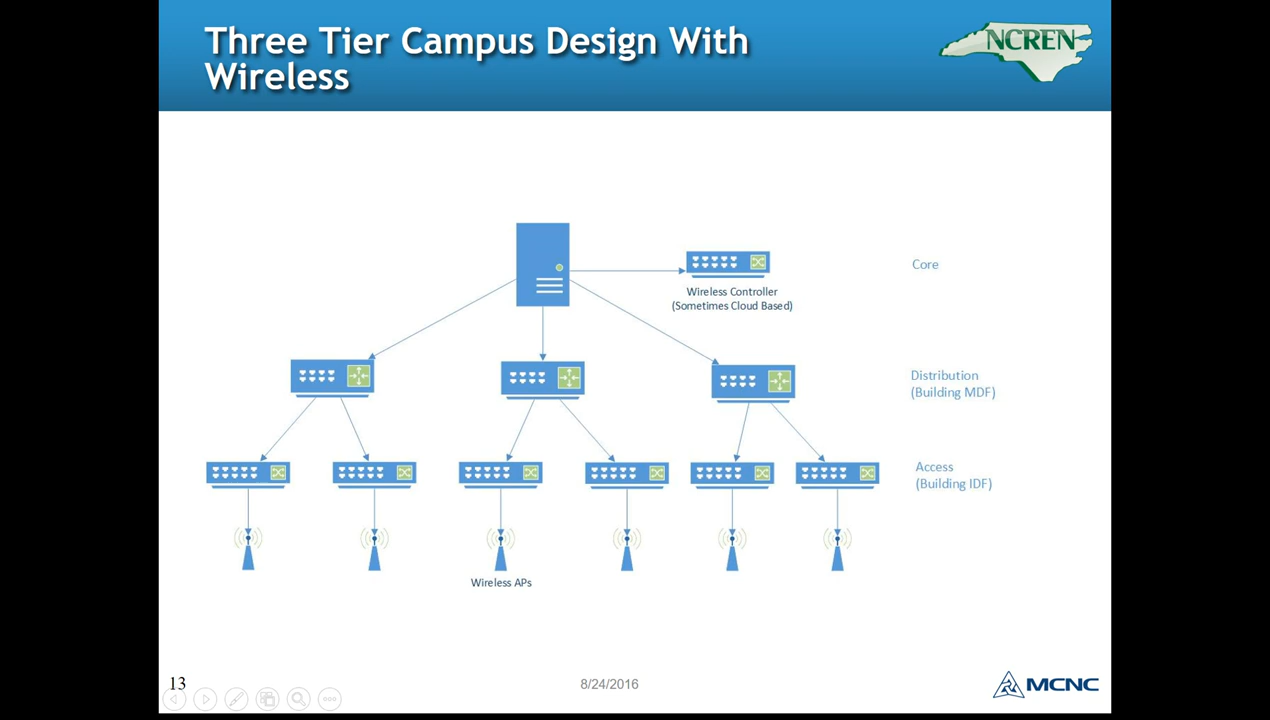 Three Tier Campus Design With
Wireless
NCREN
Core
Wireless Controller
(Sometimes Cloud Based)
Distribution
(Building MDF)
Access
(Building IDF)
Wireless APs
13
8/24/2016
MCNC